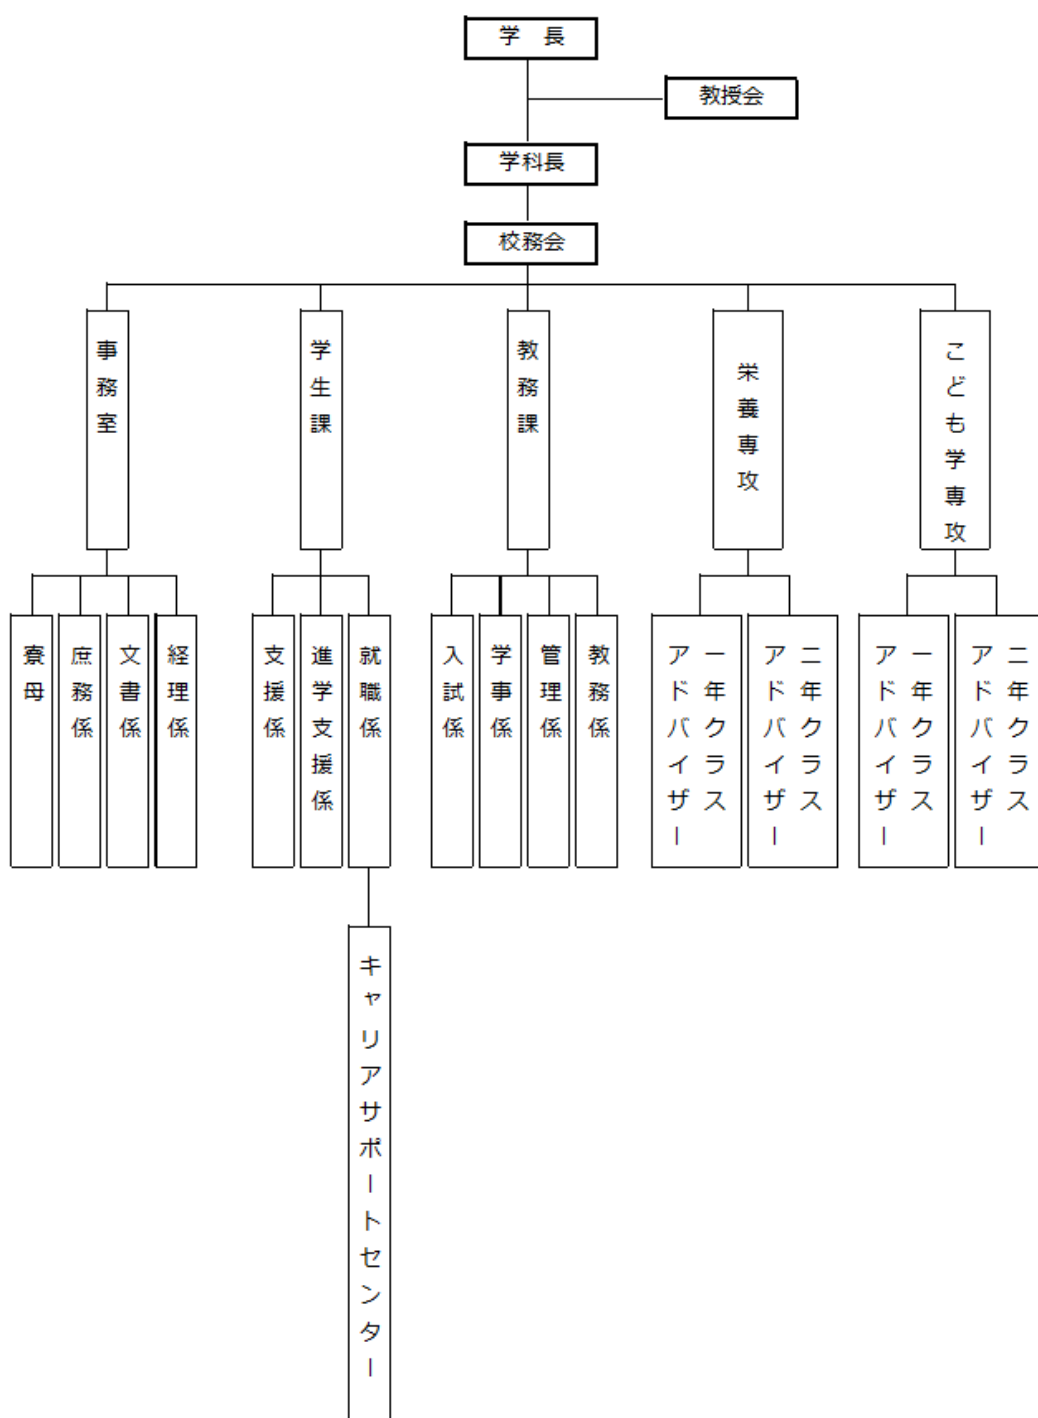 学　長
教授会
学科長
校務会
事務室
学生課
教務課
栄養専攻
こども学専攻
寮母
庶務係
文書係
経理係
支援係
進学支援係
就職係
入試係
学事係
管理係
教務係
一年クラス
アドバイザー
二年クラス
アドバイザー
一年クラス
アドバイザー
二年クラス
アドバイザー
キャリアサポートセンター